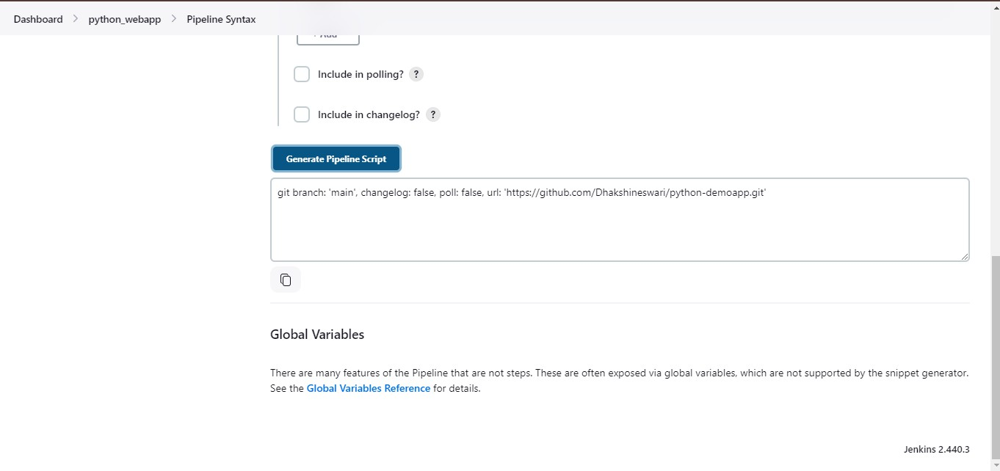 Dashboard > python_webapp > Pipeline Syntax
Include in polling? ?
Include in changelog? ?
Generate Pipeline Script
git branch: 'main', changelog: false, poll: false, url: 'https://github.com/Dhakshineswari/python-demoapp.git'
Global Variables
There are many features of the Pipeline that are not steps. These are often exposed via global variables, which are not supported by the snippet generator.
See the Global Variables Reference for details.
Jenkins 2.440.3